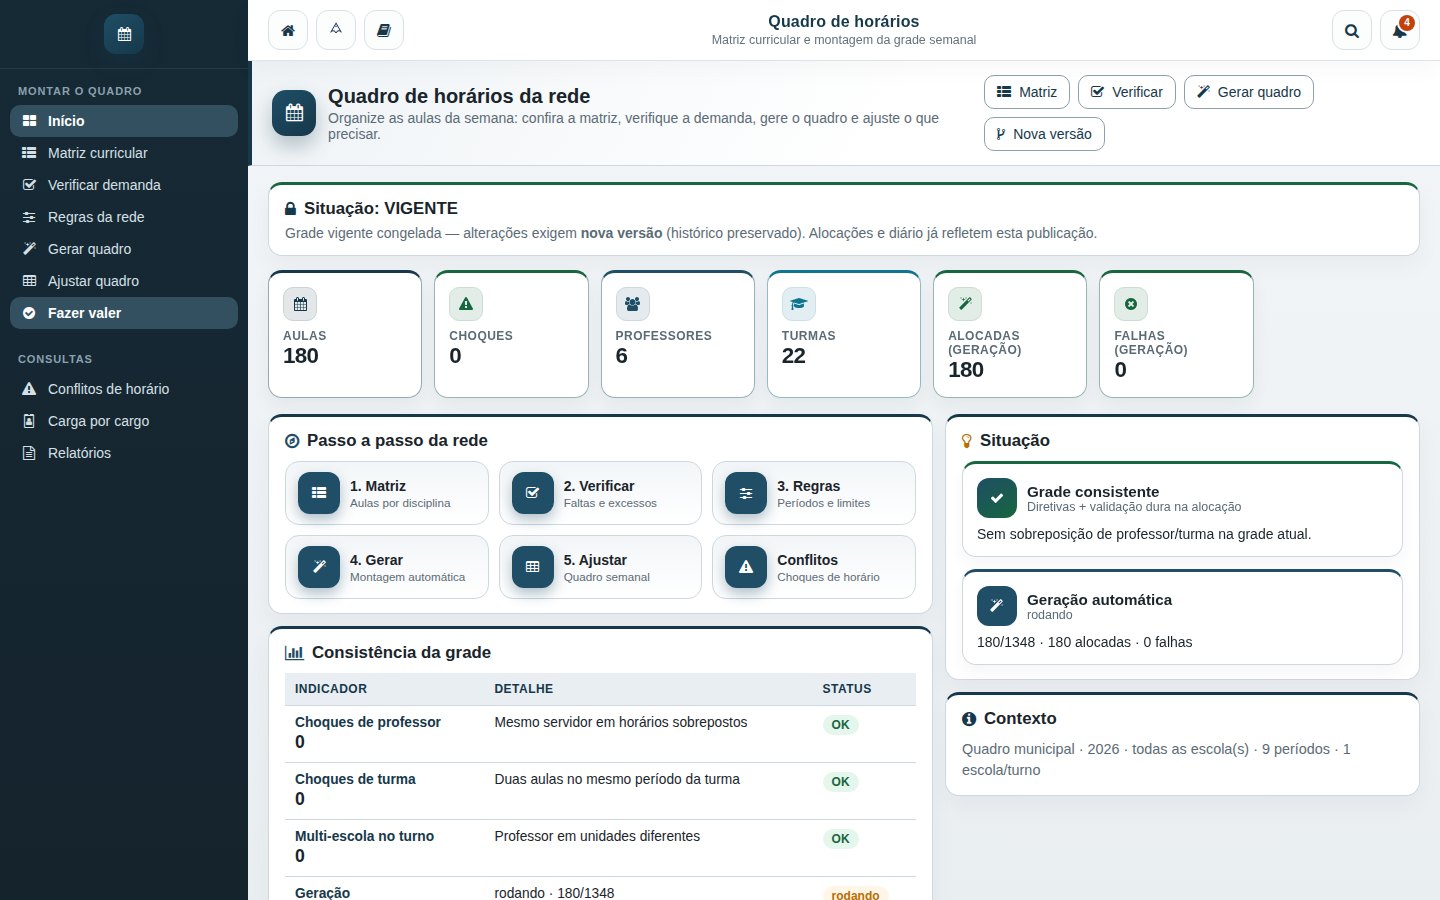 MONTAR O QUADRO
Início
Matriz curricular
Verificar demanda
Regras da rede
Gerar quadro
Ajustar quadro
Fazer valer
CONSULTAS
Conflitos de horário
Carga por cargo
Relatórios
Quadro de horários
Matriz curricular e montagem da grade semanal
4
Quadro de horários da rede
Organize as aulas da semana: confira a matriz, verifique a demanda, gere o quadro e ajuste o que
precisar.
Matriz
Verificar
Gerar quadro
Nova versão
Situação: VIGENTE
Grade vigente congelada — alterações exigem nova versão (histórico preservado). Alocações e diário já refletem esta publicação.
AULAS
180
CHOQUES
0
PROFESSORES
6
TURMAS
22
ALOCADAS
(GERAÇÃO)
180
FALHAS
(GERAÇÃO)
0
Passo a passo da rede
1. Matriz
Aulas por disciplina
2. Verificar
Faltas e excessos
3. Regras
Períodos e limites
4. Gerar
Montagem automática
5. Ajustar
Quadro semanal
Conflitos
Choques de horário
Consistência da grade
INDICADOR DETALHE STATUS
Choques de professor Mesmo servidor em horários sobrepostos OK
0
Choques de turma Duas aulas no mesmo período da turma OK
0
Multi-escola no turno Professor em unidades diferentes OK
0
Geração rodando · 180/1348 rodando
Situação
Grade consistente
Diretivas + validação dura na alocação
Sem sobreposição de professor/turma na grade atual.
Geração automática
rodando
180/1348 · 180 alocadas · 0 falhas
Contexto
Quadro municipal · 2026 · todas as escola(s) · 9 períodos · 1
escola/turno